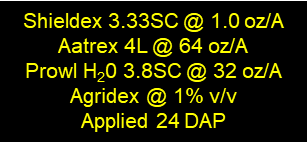 Shieldex 3.33SC @ 1.0 oz/A
Aatrex 4L @ 64 oz/A
Prowl H₂0 3.8SC @ 32 oz/A
Agridex @ 1% v/v
Applied 24 DAP